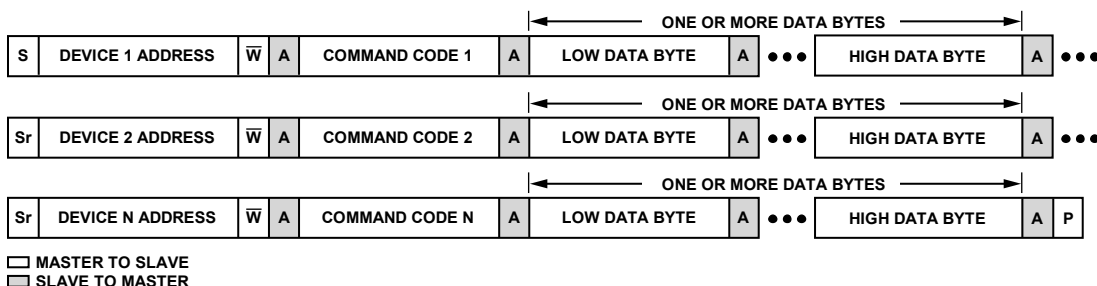 ONE OR MORE DATA BYTES
S DEVICE 1 ADDRESS W̅ A COMMAND CODE 1 A LOW DATA BYTE A ••• HIGH DATA BYTE A •••
ONE OR MORE DATA BYTES
Sr DEVICE 2 ADDRESS W̅ A COMMAND CODE 2 A LOW DATA BYTE A ••• HIGH DATA BYTE A •••
ONE OR MORE DATA BYTES
Sr DEVICE N ADDRESS W̅ A COMMAND CODE N A LOW DATA BYTE A ••• HIGH DATA BYTE A P
MASTER TO SLAVE
SLAVE TO MASTER